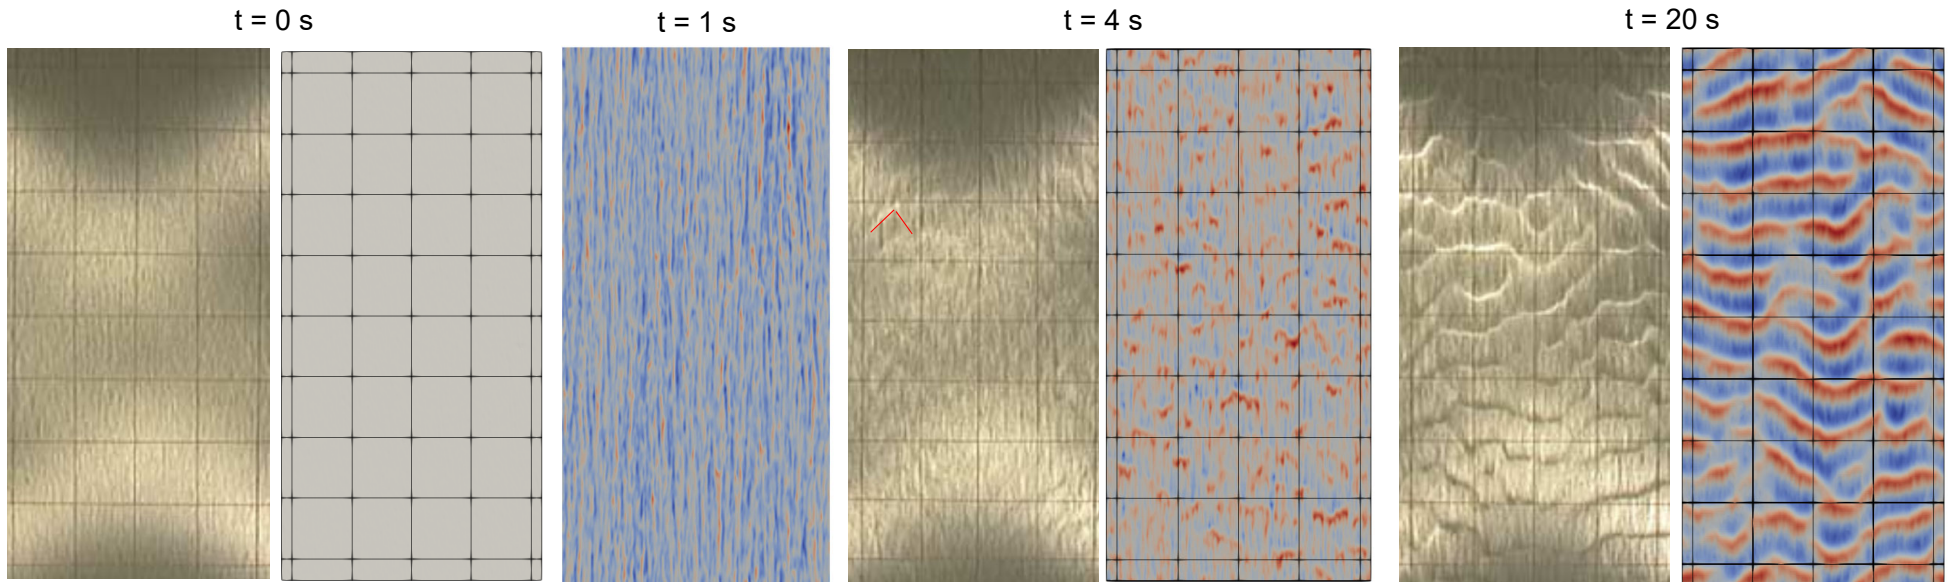 t = 0 s
t = 1 s
t = 4 s
t = 20 s